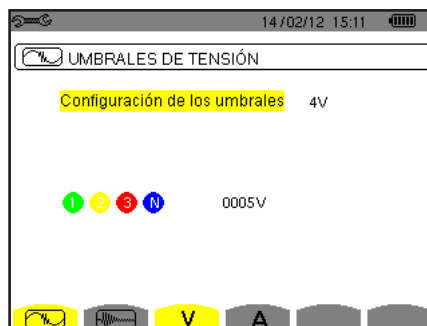 14/02/12 15:11
UMBRALES DE TENSIÓN
Configuración de los umbrales 4V
1 2 3 N 0005V
V A